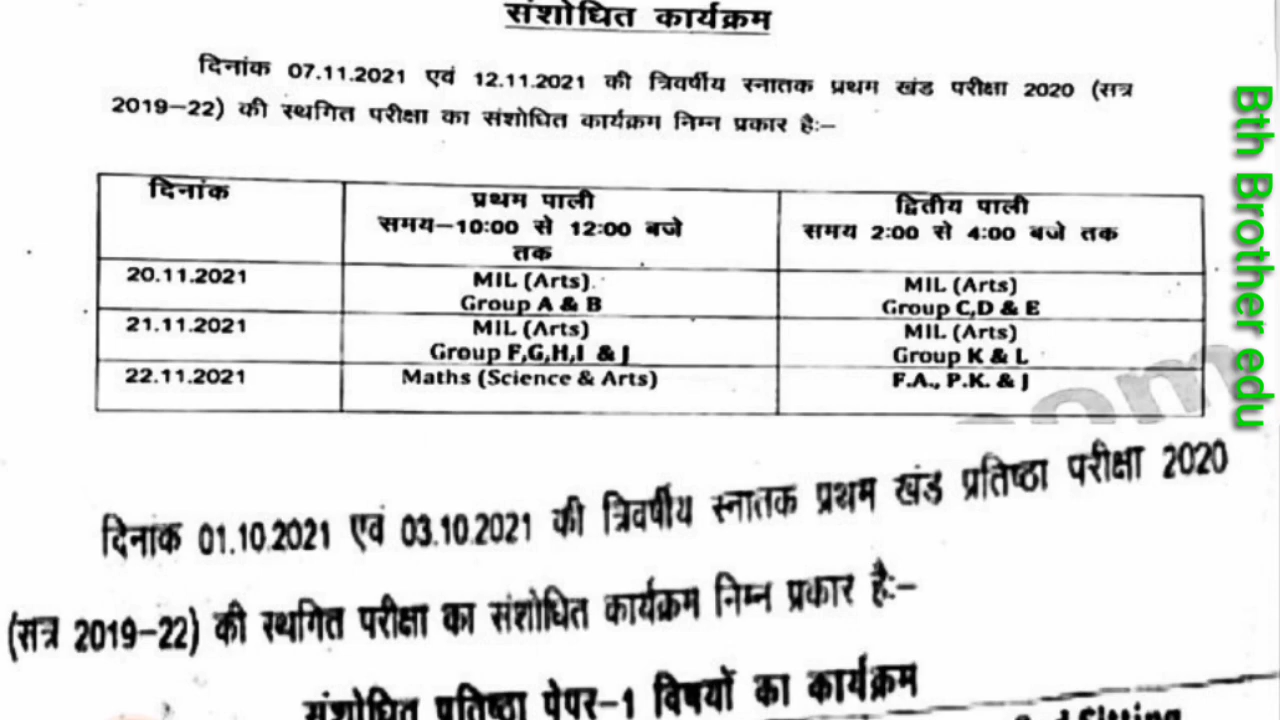 संशोधित कार्यक्रम
दिनांक 07.11.2021 एवं 12.11.2021 की त्रिवर्षीय स्नातक प्रथम खंड परीक्षा 2020 (सत्र
2019–22) की स्थगित परीक्षा का संशोधित कार्यक्रम निम्न प्रकार है:–
दिनांक
प्रथम पाली
समय–10:00 से 12:00 बजे
तक
द्वितीय पाली
समय 2:00 से 4:00 बजे तक
20.11.2021
MIL (Arts)
Group A & B
MIL (Arts)
Group C,D & E
21.11.2021
MIL (Arts)
Group F,G,H,I & J
MIL (Arts)
Group K & L
22.11.2021
Maths (Science & Arts)
F.A., P.K. & J
om
Bth Brother edu
दिनांक 01.10.2021 एवं 03.10.2021 की त्रिवर्षीय स्नातक प्रथम खंड प्रतिष्ठा परीक्षा 2020
(सत्र 2019–22) की स्थगित परीक्षा का संशोधित कार्यक्रम निम्न प्रकार है:–
संशोधित प्रतिष्ठा पेपर–1 विषयों का कार्यक्रम
Sitting